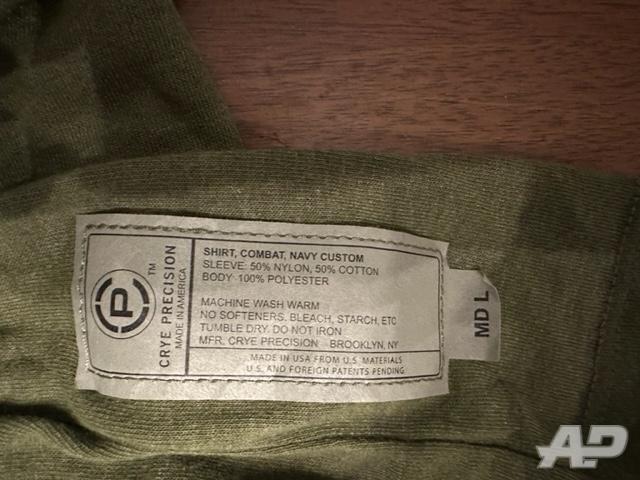 P
TM
CRYE PRECISION
MADE IN AMERICA
SHIRT, COMBAT, NAVY CUSTOM
SLEEVE: 50% NYLON, 50% COTTON
BODY: 100% POLYESTER
MACHINE WASH WARM
NO SOFTENERS, BLEACH, STARCH, ETC
TUMBLE DRY. DO NOT IRON
MFR. CRYE PRECISION BROOKLYN, NY
MADE IN USA FROM U.S. MATERIALS
U.S. AND FOREIGN PATENTS PENDING
MD L
AP